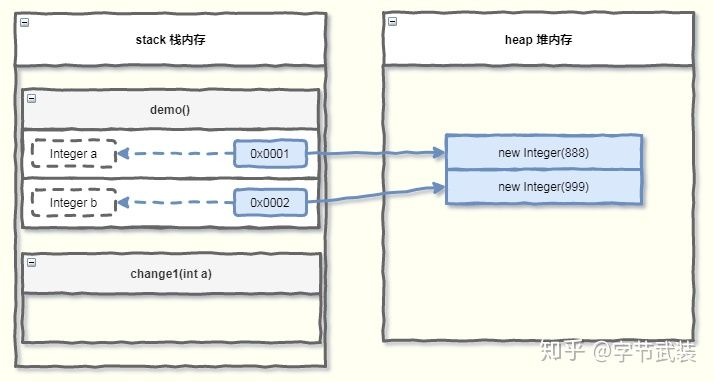 stack 栈内存
heap 堆内存
demo()
Integer a
0x0001
new Integer(888)
Integer b
0x0002
new Integer(999)
change1(int a)
知乎 @字节武装